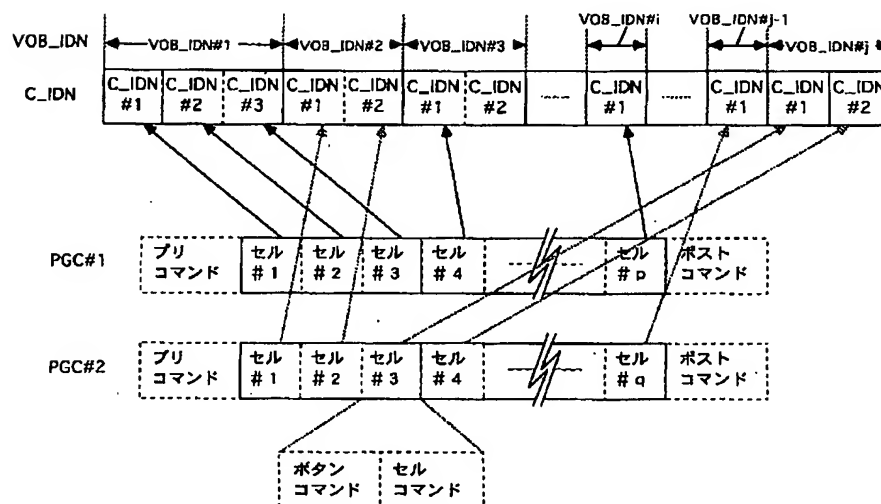 VOB_IDN VOB_IDN#1 VOB_IDN#2 VOB_IDN#3 VOB_IDN#i VOB_IDN#j-1 VOB_IDN#j
C_IDN
C_IDN #1
C_IDN #2
C_IDN #3
C_IDN #1
C_IDN #2
C_IDN #1
C_IDN #2
C_IDN #1
C_IDN #1
C_IDN #1
C_IDN #2
PGC#1
プリ
コマンド
セル
#1
セル
#2
セル
#3
セル
#4
セル
#p
ポスト
コマンド
PGC#2
プリ
コマンド
セル
#1
セル
#2
セル
#3
セル
#4
セル
#q
ポスト
コマンド
ボタン
コマンド
セル
コマンド